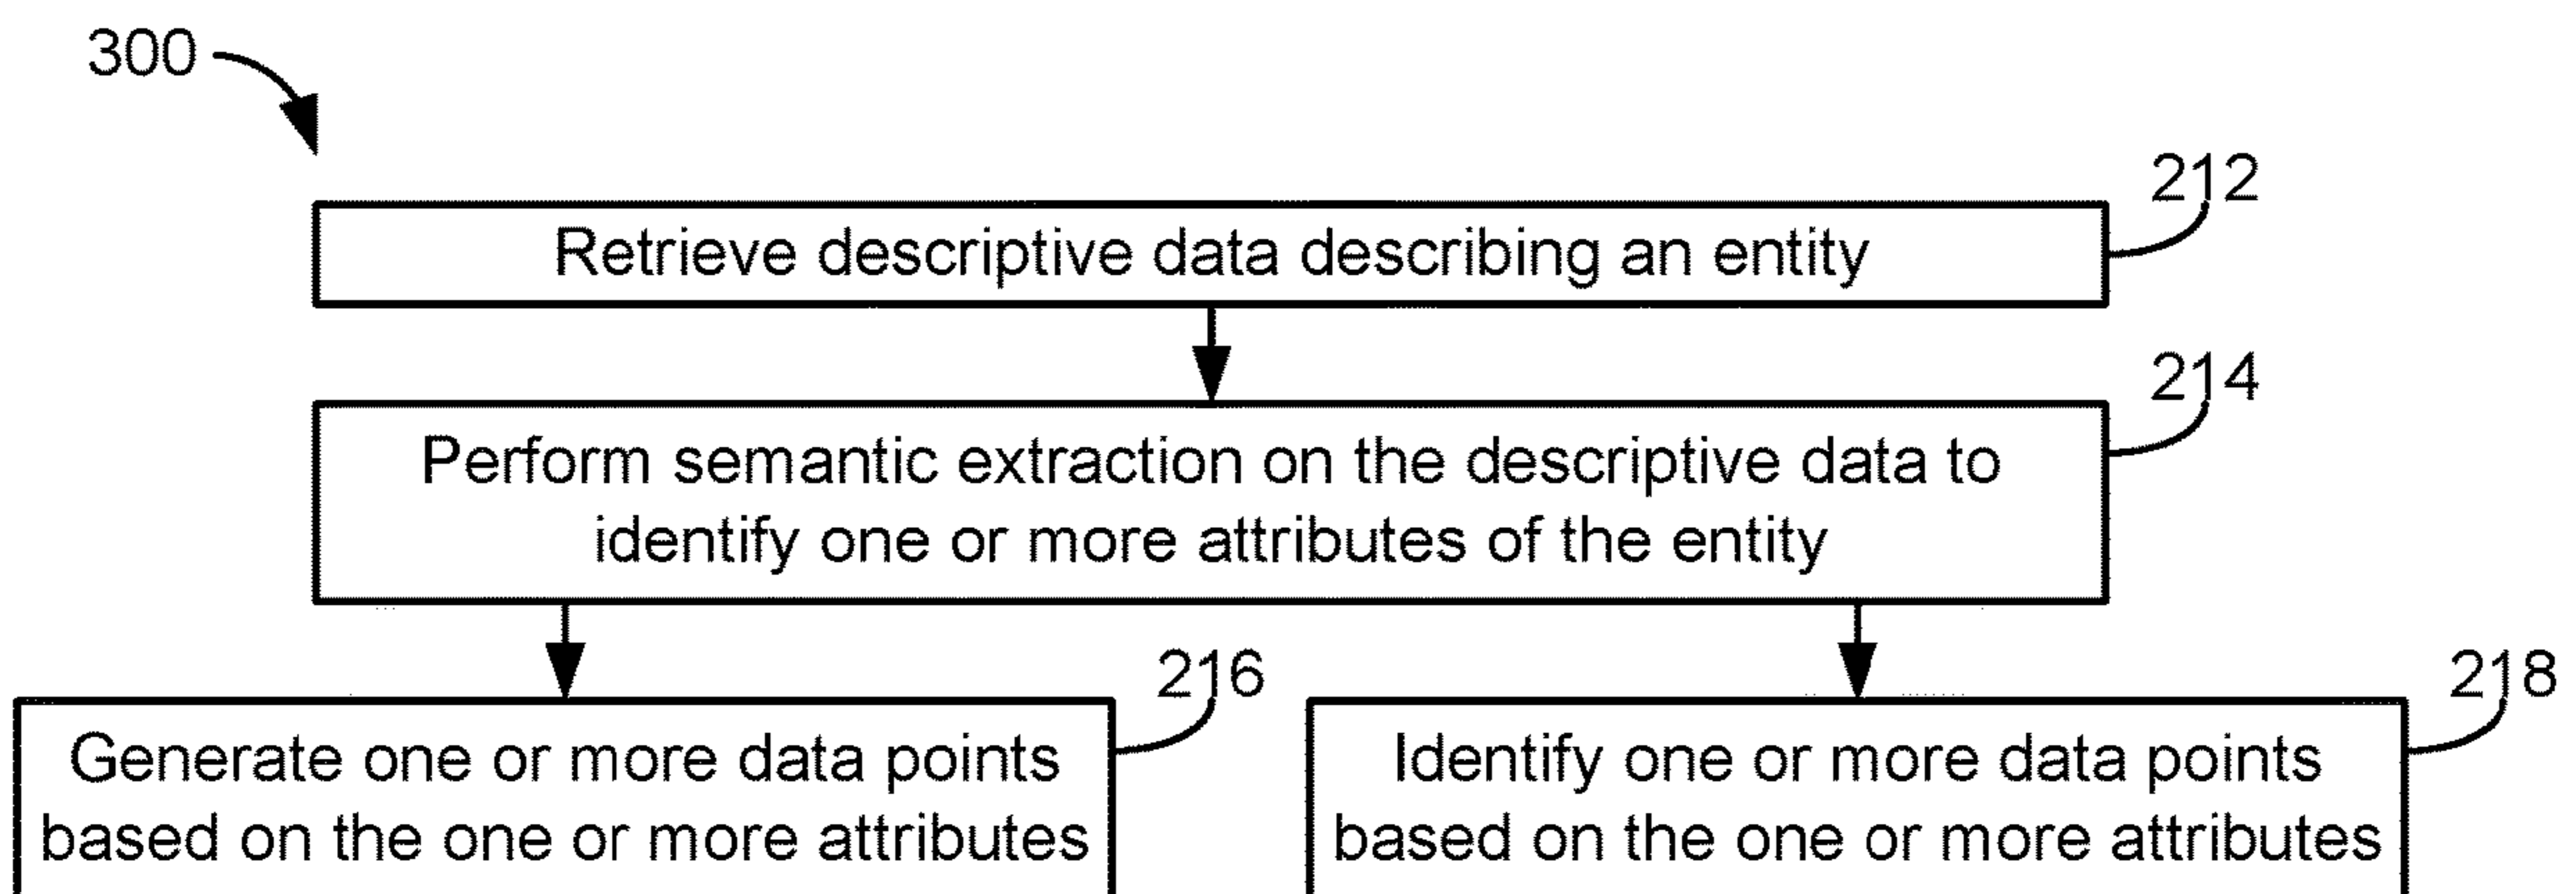 300
212
Retrieve descriptive data describing an entity
214
Perform semantic extraction on the descriptive data to
identify one or more attributes of the entity
216
218
Generate one or more data points
based on the one or more attributes
Identify one or more data points
based on the one or more attributes